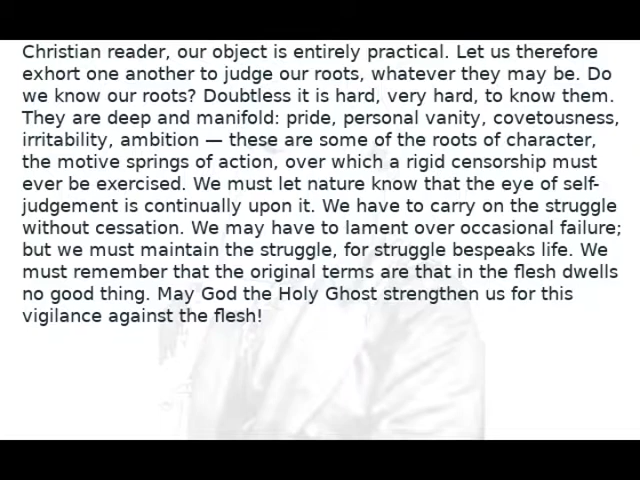 Christian reader, our object is entirely practical. Let us therefore
exhort one another to judge our roots, whatever they may be. Do
we know our roots? Doubtless it is hard, very hard, to know them.
They are deep and manifold: pride, personal vanity, covetousness,
irritability, ambition — these are some of the roots of character,
the motive springs of action, over which a rigid censorship must
ever be exercised. We must let nature know that the eye of self-
judgement is continually upon it. We have to carry on the struggle
without cessation. We may have to lament over occasional failure;
but we must maintain the struggle, for struggle bespeaks life. We
must remember that the original terms are that in the flesh dwells
no good thing. May God the Holy Ghost strengthen us for this
vigilance against the flesh!